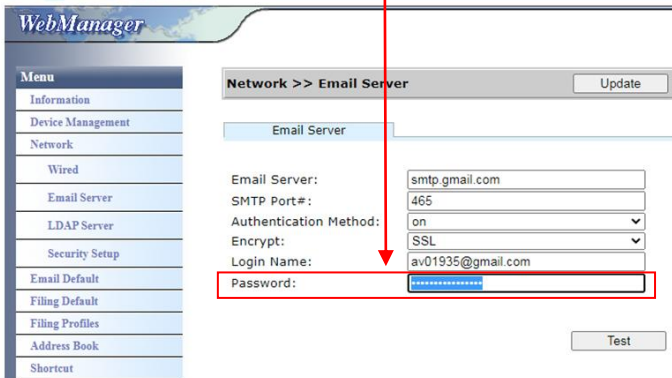 WebManager
Menu
Information
Device Management
Network
Wired
Email Server
LDAP Server
Security Setup
Email Default
Filing Default
Filing Profiles
Address Book
Shortcut
Network >> Email Server
Update
Email Server
Email Server: smtp.gmail.com
SMTP Port#: 465
Authentication Method: on
Encrypt: SSL
Login Name: av01935@gmail.com
Password: ••••••••••••••••
Test